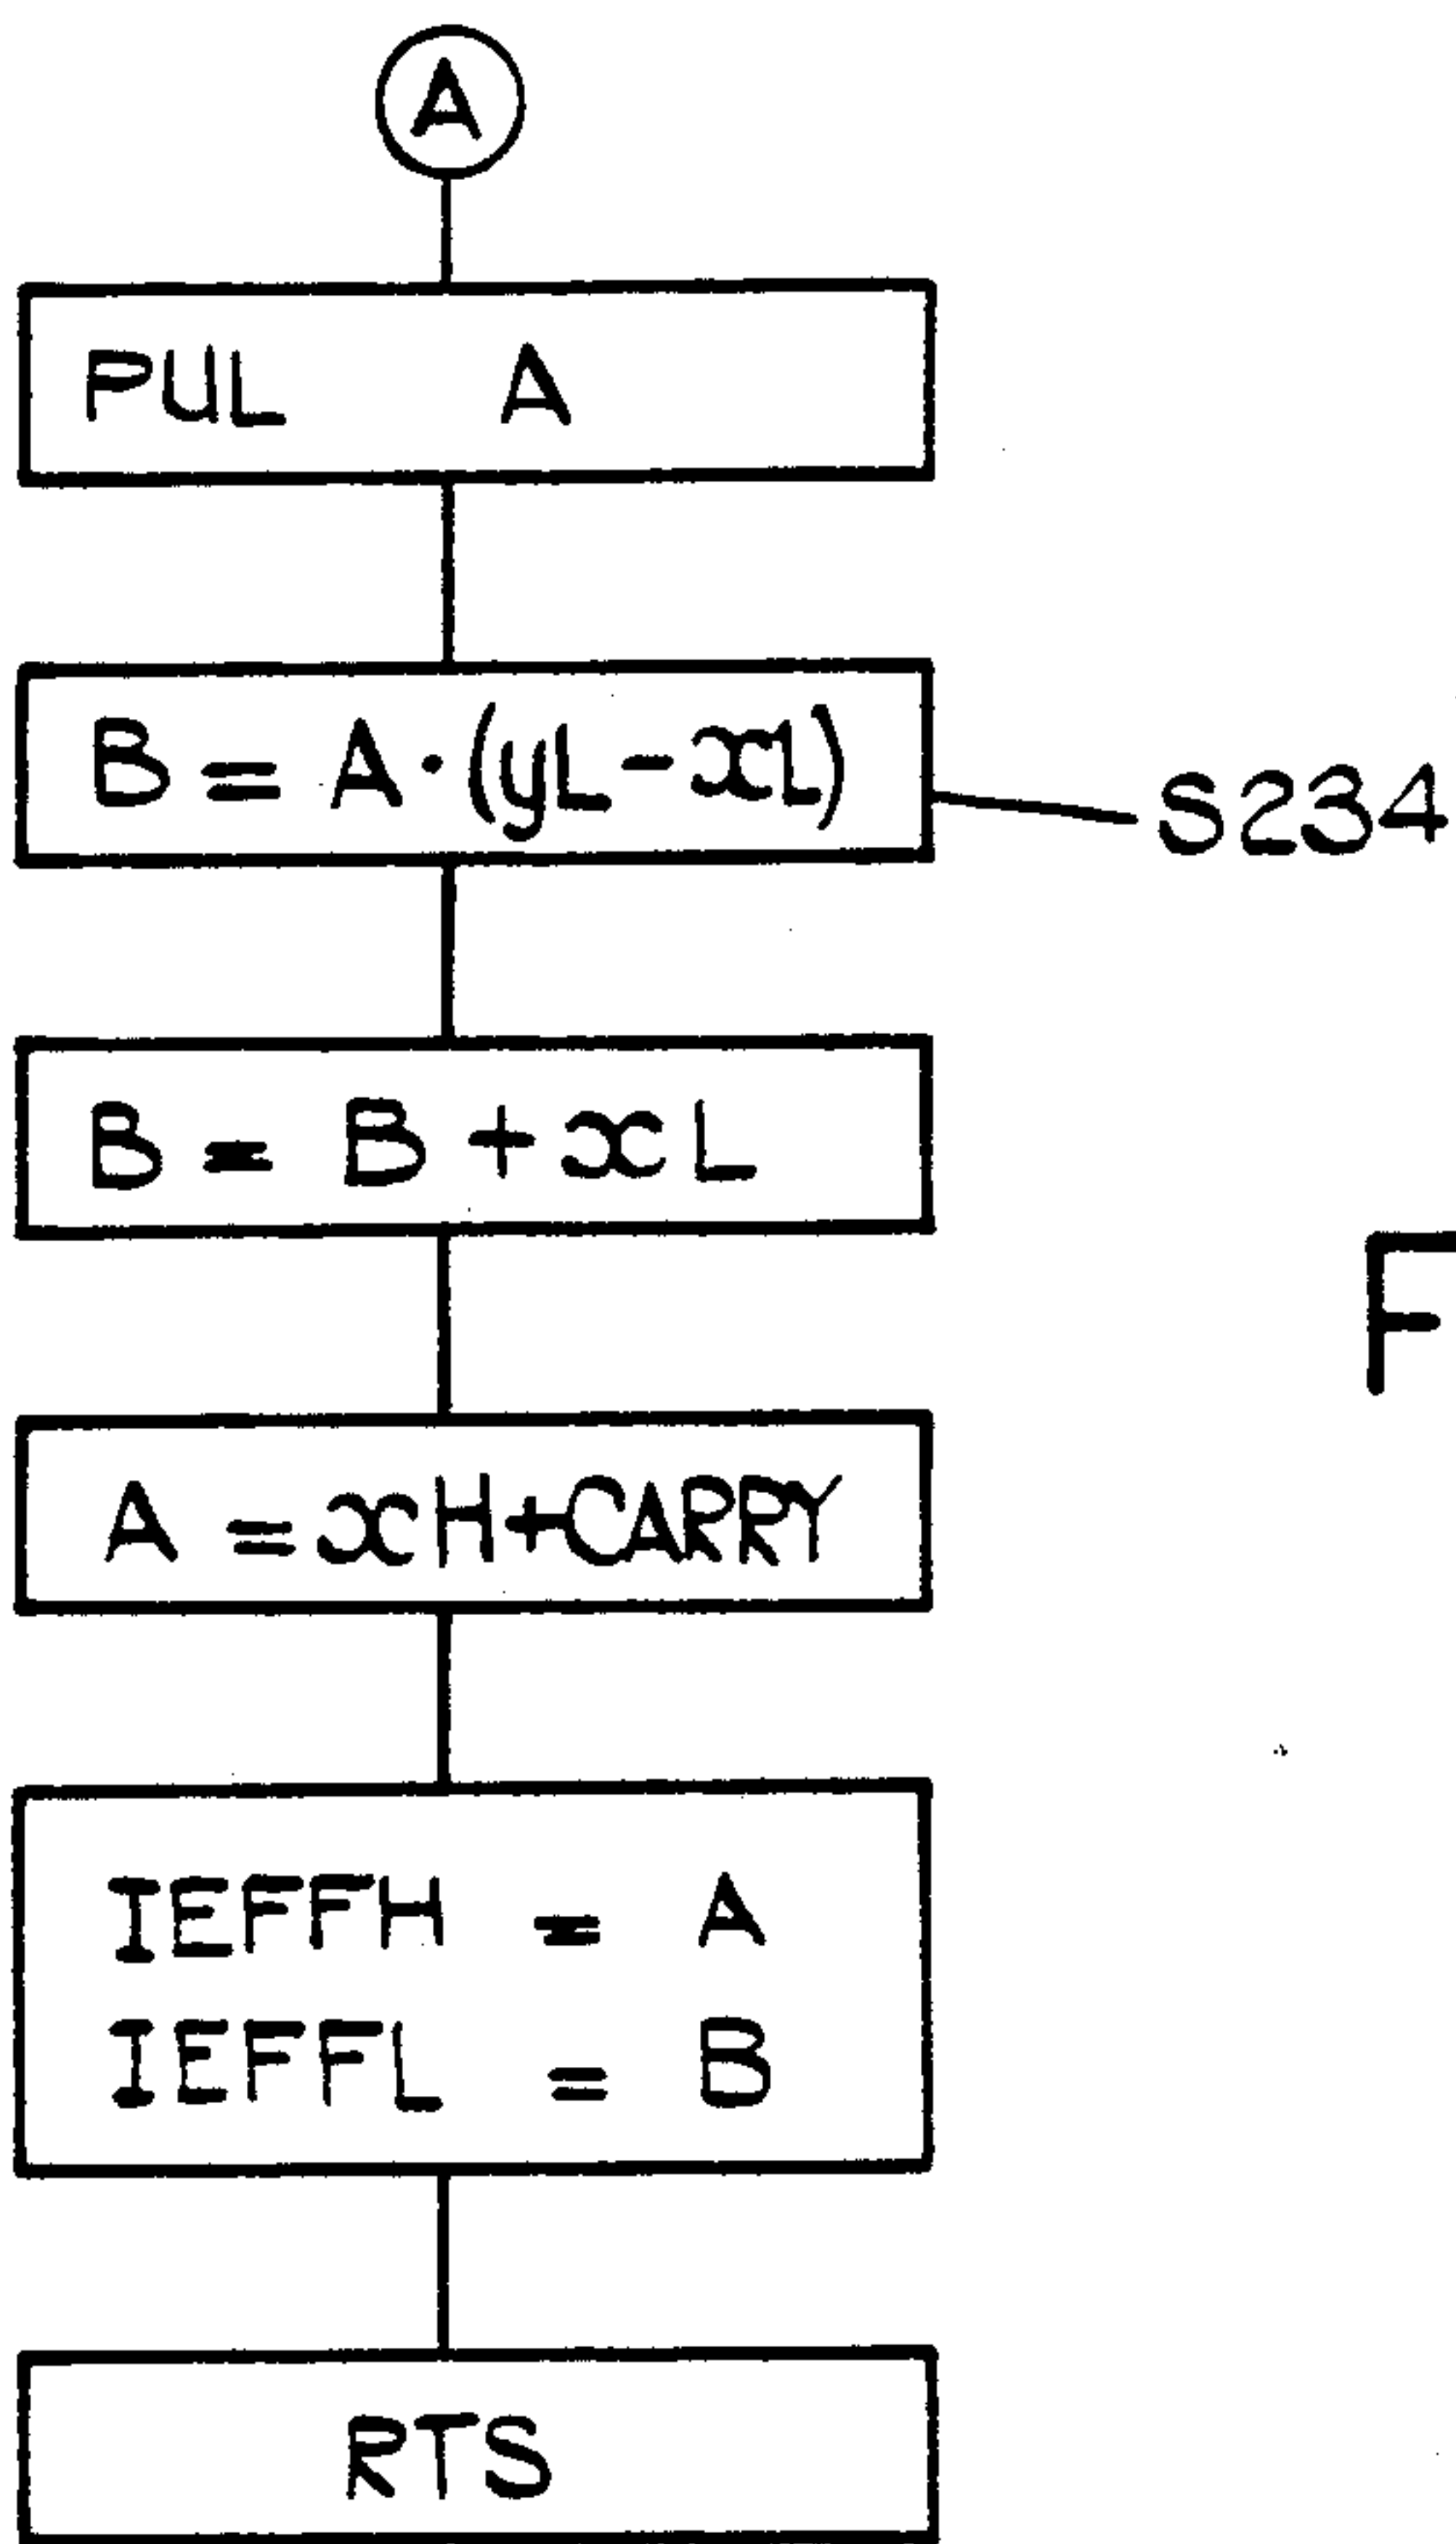 A
PUL A
B = A · (yL - xL)
S234
B = B + xL
A = xH + CARRY
IEFFH = A
IEFFL = B
RTS
F